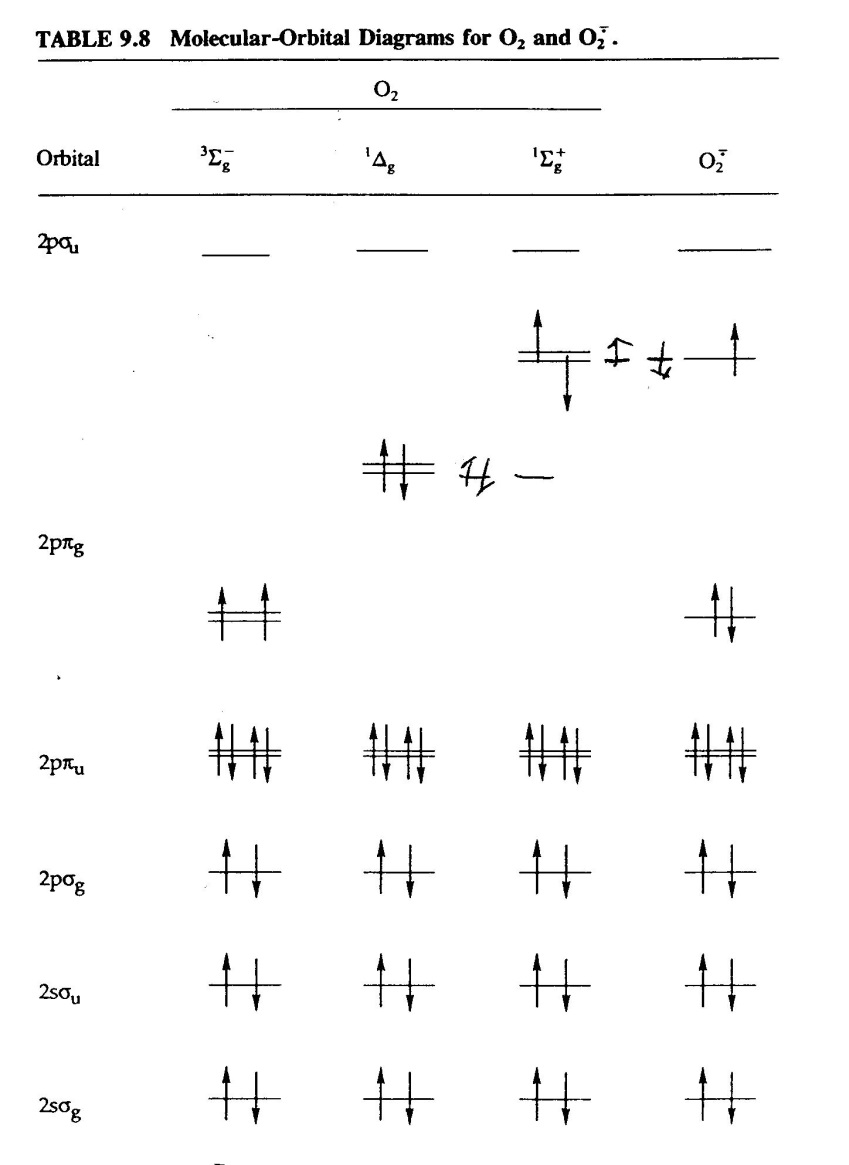 TABLE 9.8 Molecular-Orbital Diagrams for O₂ and O₂⨪.
O₂
Orbital ³Σg⁻ ¹Δg ¹Σg⁺ O₂⨪
2pσu
2pπg
2pπu
2pσg
2sσu
2sσg